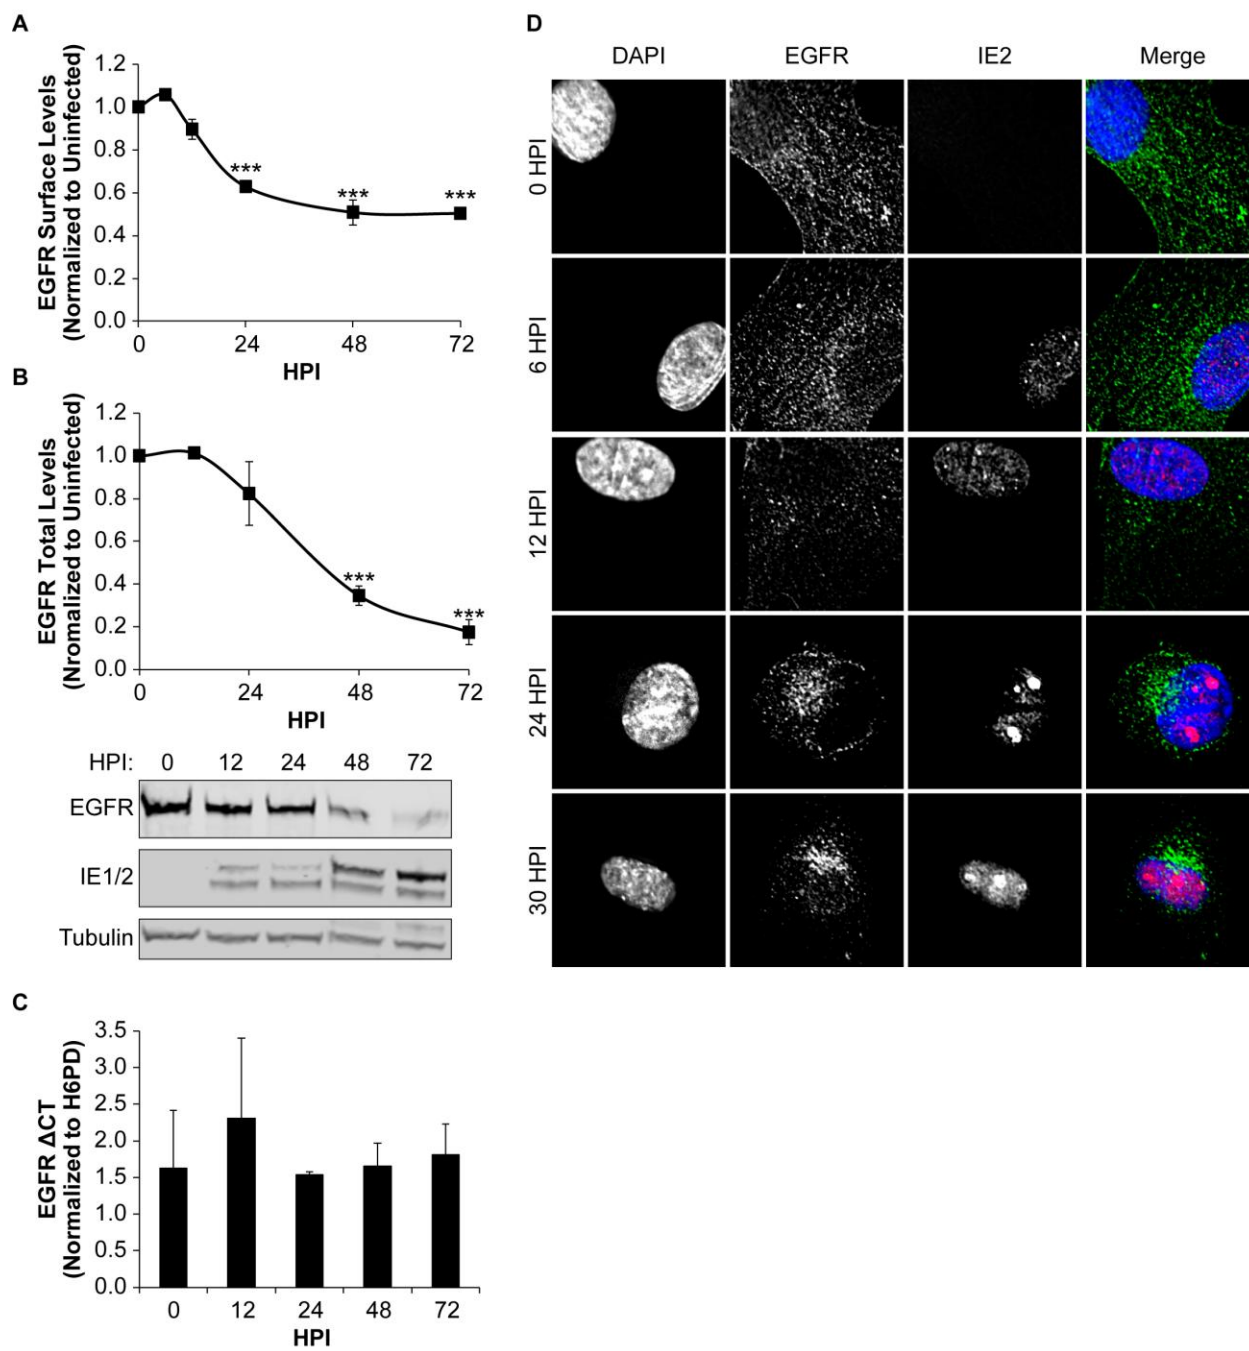 A
EGFR Surface Levels
(Normalized to Uninfected)
1.2
1.0
0.8
0.6
0.4
0.2
0.0
*** *** ***
0 24 48 72
HPI
B
EGFR Total Levels
(Nromalized to Uninfected)
1.2
1.0
0.8
0.6
0.4
0.2
0.0
***
***
0 24 48 72
HPI
HPI: 0 12 24 48 72
EGFR
IE1/2
Tubulin
C
EGFR ΔCT
(Normalized to H6PD)
3.5
3.0
2.5
2.0
1.5
1.0
0.5
0.0
0 12 24 48 72
HPI
D
DAPI EGFR IE2 Merge
0 HPI
6 HPI
12 HPI
24 HPI
30 HPI